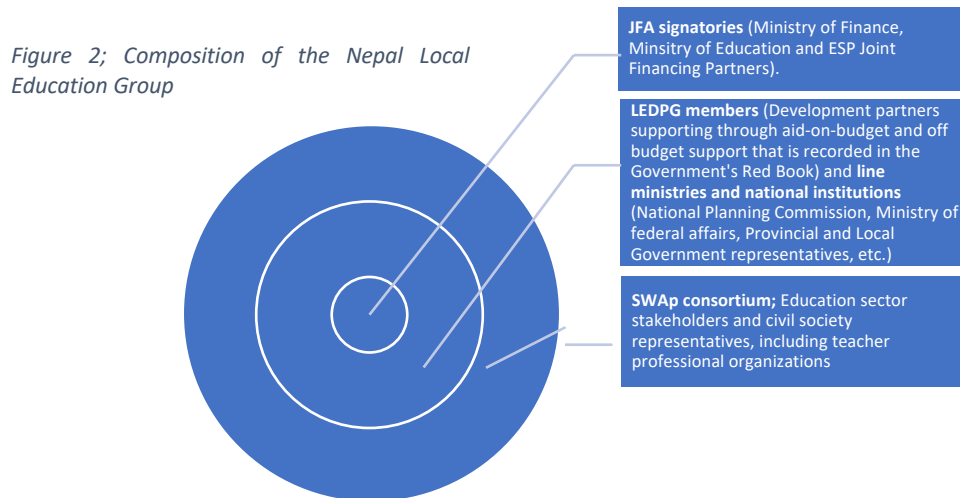 Figure 2; Composition of the Nepal Local
Education Group
JFA signatories (Ministry of Finance,
Minsitry of Education and ESP Joint
Financing Partners).
LEDPG members (Development partners
supporting through aid-on-budget and off
budget support that is recorded in the
Government's Red Book) and line
ministries and national institutions
(National Planning Commission, Ministry of
federal affairs, Provincial and Local
Government representatives, etc.)
SWAp consortium; Education sector
stakeholders and civil society
representatives, including teacher
professional organizations